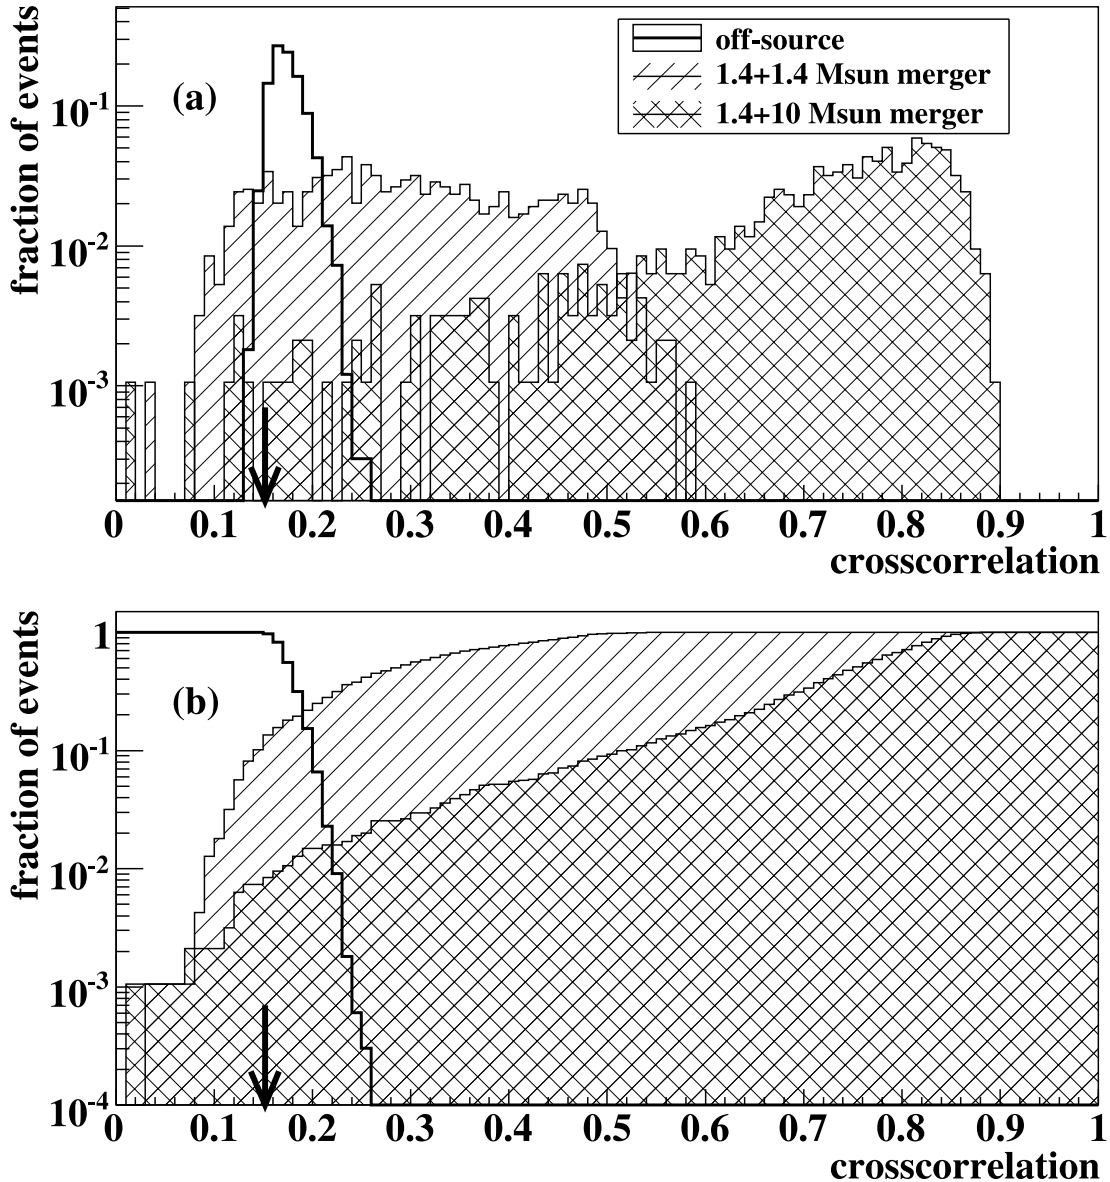 fraction of events
10^-1
10^-2
10^-3
(a)
off-source
1.4+1.4 Msun merger
1.4+10 Msun merger
0 0.1 0.2 0.3 0.4 0.5 0.6 0.7 0.8 0.9 1
crosscorrelation
fraction of events
1
10^-1
10^-2
10^-3
10^-4
(b)
0 0.1 0.2 0.3 0.4 0.5 0.6 0.7 0.8 0.9 1
crosscorrelation